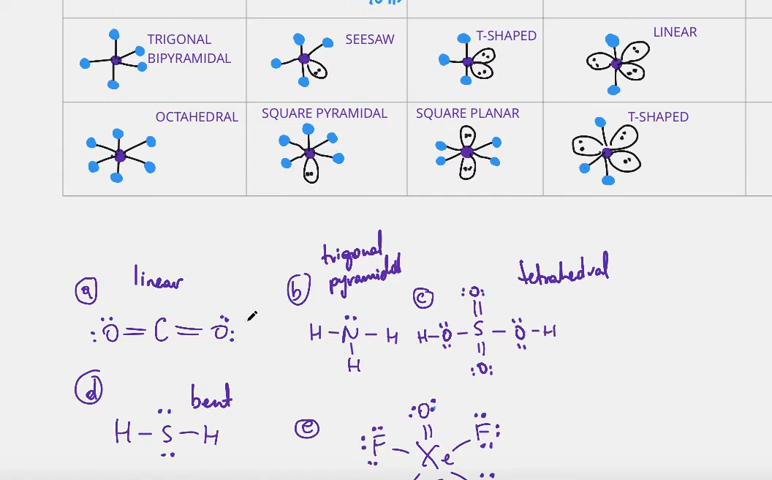 TRIGONAL
BIPYRAMIDAL
SEESAW
T-SHAPED
LINEAR
OCTAHEDRAL
SQUARE PYRAMIDAL
SQUARE PLANAR
T-SHAPED
a linear
O = C = O
b) trigonal
pyramidal
H - N - H
H
c tetrahedral
O
H - O - S - O - H
O
d bent
H - S - H
e
O
F Xe F